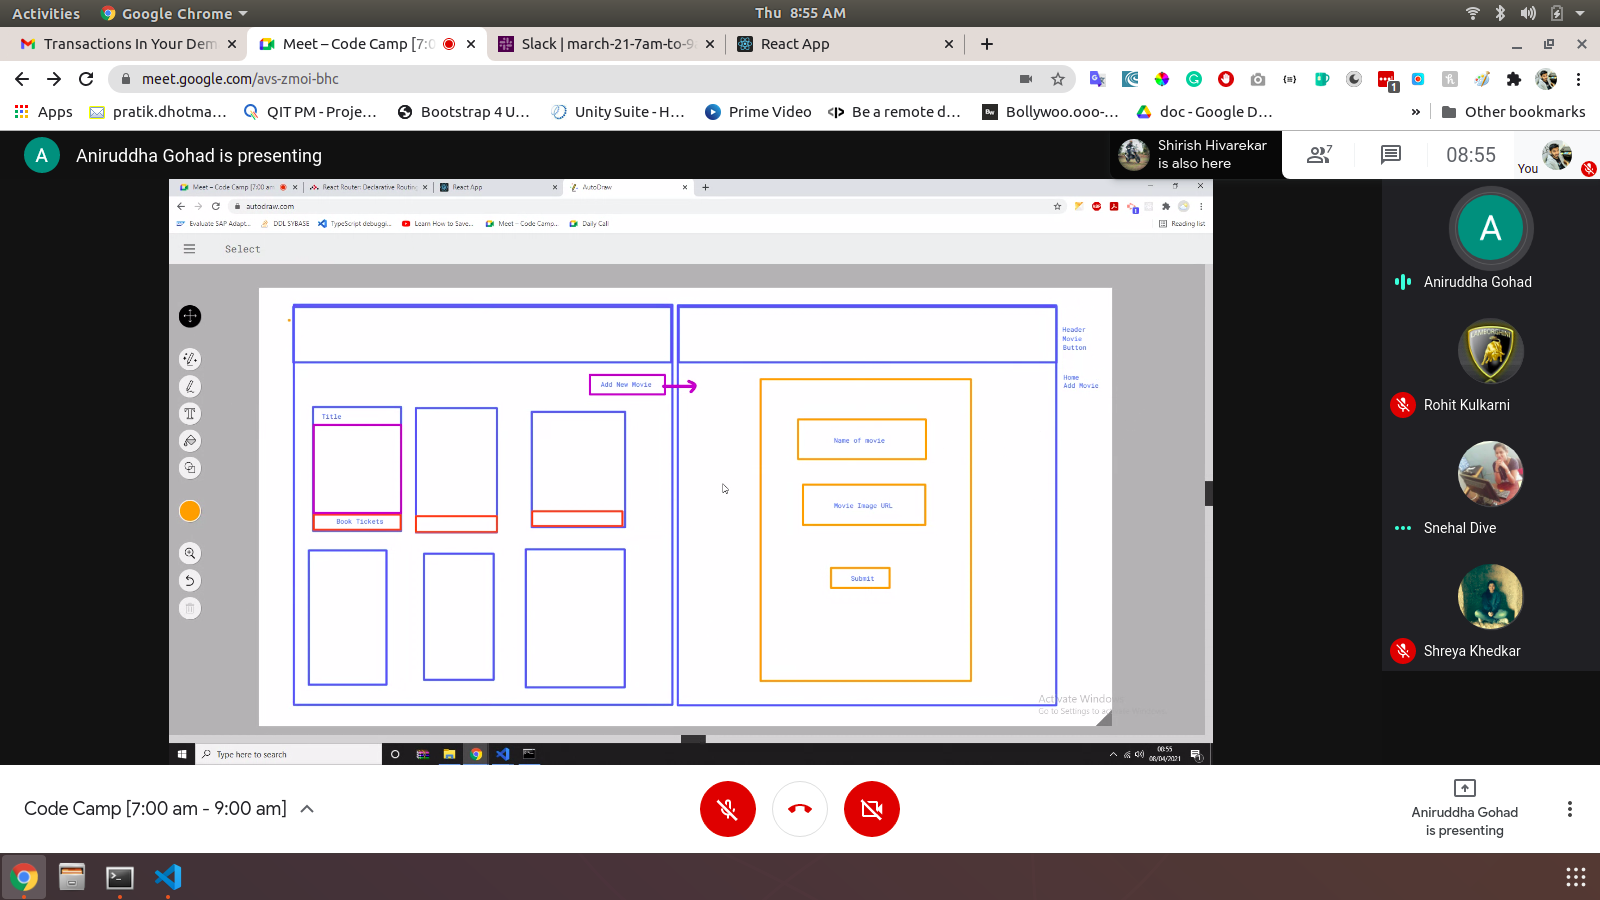 Activities
Google Chrome
Thu 8:55 AM
Transactions In Your Dem
Meet – Code Camp [7:0
Slack | march-21-7am-to-9
React App
meet.google.com/avs-zmoi-bhc
1
Apps
pratik.dhotma...
QIT PM - Proje...
Bootstrap 4 U...
Unity Suite - H...
Prime Video
Be a remote d...
Bollywoo.ooo-...
doc - Google D...
»
Other bookmarks
A
Aniruddha Gohad is presenting
Shirish Hivarekar
is also here
7
08:55
You
Meet – Code Camp (7:00 am
React Router: Declarative Routing
React App
AutoDraw
autodraw.com
Evaluate SAP Adapt...
DDL SYBASE
TypeScript debuggi...
Learn How to Save...
Meet – Code Camp...
Daily Call
Reading list
Select
Header
Movie
Button
Home
Add Movie
Add New Movie
Title
Book Tickets
Name of movie
Movie Image URL
Submit
Activate Windows
Go to Settings to
Type here to search
08:55
08/04/2021
A
Aniruddha Gohad
LAMBORGHINI
Rohit Kulkarni
Snehal Dive
Shreya Khedkar
Code Camp [7:00 am - 9:00 am]
Aniruddha Gohad
is presenting